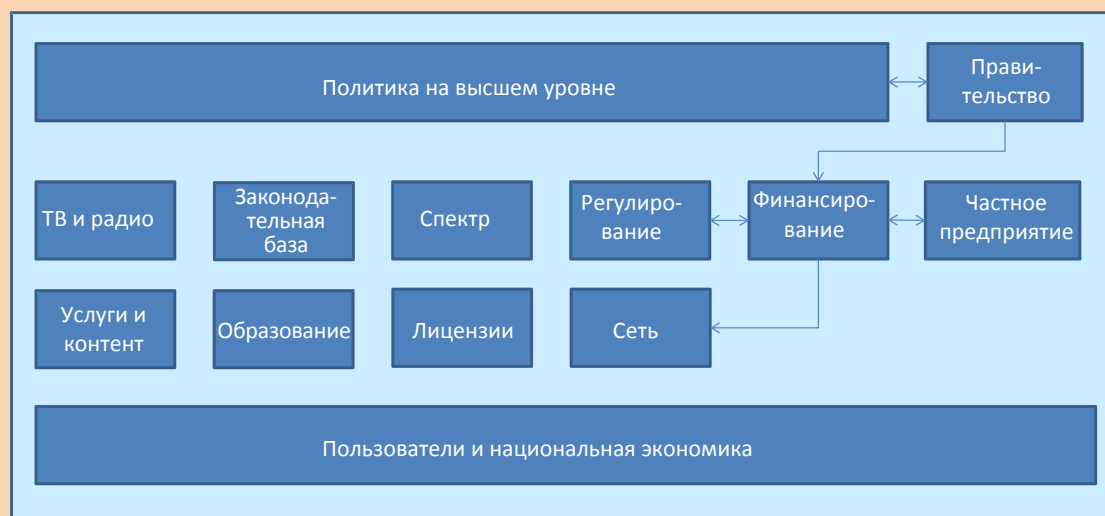 Политика на высшем уровне
Прави-
тельство
ТВ и радио
Законода-
тельная
база
Спектр
Регулиро-
вание
Финансиро-
вание
Частное
предприятие
Услуги и
контент
Образование
Лицензии
Сеть
Пользователи и национальная экономика